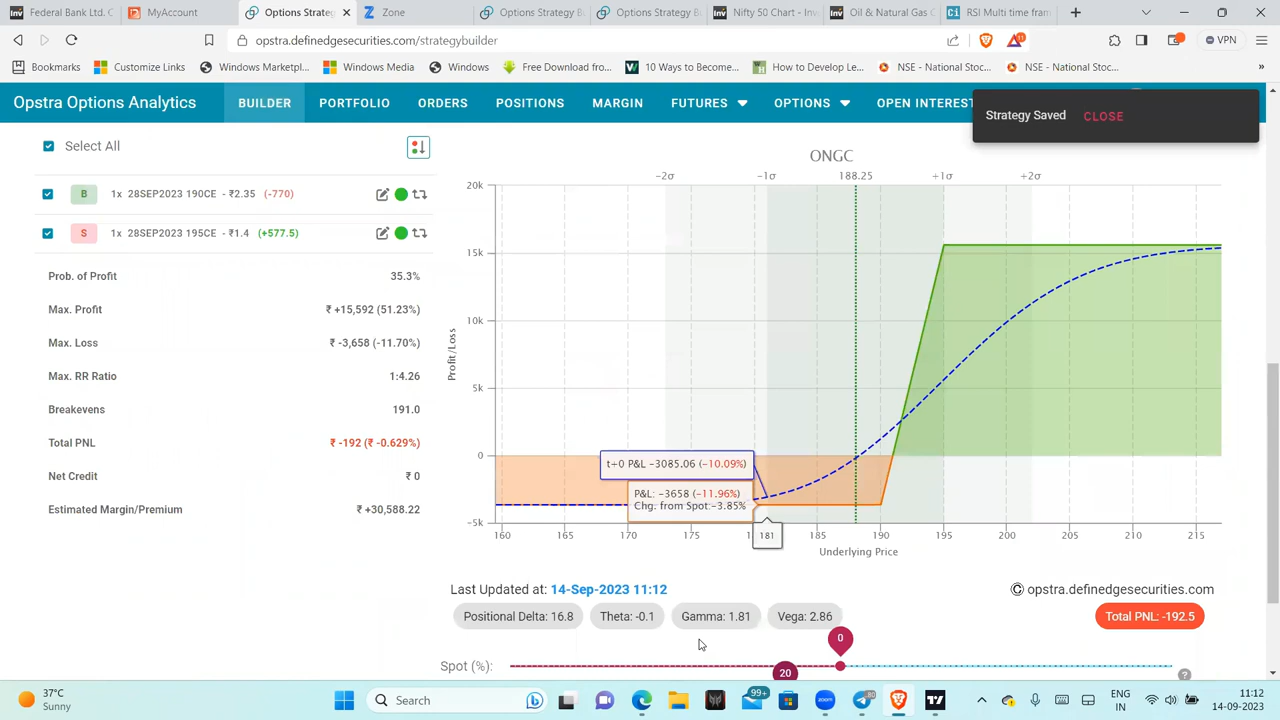 Federal Bank Ltd. C
MyAccount
Options Strate
Zone
Options Strategy B
Options Strategy B
Nifty 50 Chart - Inv
Oil & Natural Gas C
RSI Multi time fram
opstra.definedgesecurities.com/strategybuilder
VPN
Bookmarks
Customize Links
Windows Marketpl...
Windows Media
Windows
Free Download fro...
10 Ways to Become...
How to Develop Le...
NSE - National Stoc...
NSE - National Stoc...
Opstra Options Analytics
BUILDER
PORTFOLIO
ORDERS
POSITIONS
MARGIN
FUTURES
OPTIONS
OPEN INTEREST
Strategy Saved CLOSE
Select All
B 1x 28SEP2023 190CE - ₹2.35 (-770)
S 1x 28SEP2023 195CE - ₹1.4 (+577.5)
Prob. of Profit 35.3%
Max. Profit ₹ +15,592 (51.23%)
Max. Loss ₹ -3,658 (-11.70%)
Max. RR Ratio 1:4.26
Breakevens 191.0
Total PNL ₹ -192 (₹ -0.629%)
Net Credit ₹ 0
Estimated Margin/Premium ₹ +30,588.22
ONGC
-2σ -1σ 188.25 +1σ +2σ
20k
15k
10k
5k
0
-5k
Profit/Loss
t+0 P&L -3085.06 (-10.09%)
P&L: -3658 (-11.96%)
Chg. from Spot:-3.85%
160 165 170 175 181 185 190 195 200 205 210 215
Underlying Price
Last Updated at: 14-Sep-2023 11:12
© opstra.definedgesecurities.com
Positional Delta: 16.8
Theta: -0.1
Gamma: 1.81
Vega: 2.86
Total PNL: -192.5
0
Spot (%):
20
37°C
Sunny
Search
99+
ENG
IN
11:12
14-09-2023